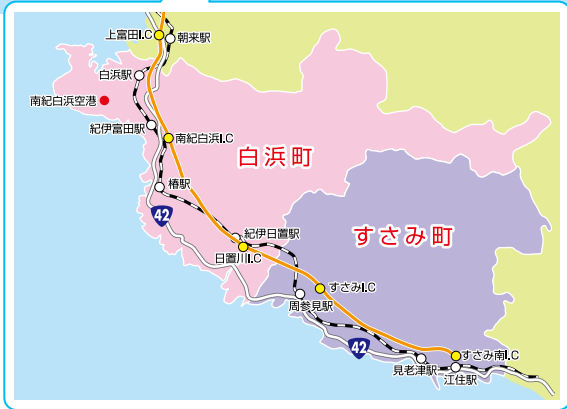 上富田I.C
朝来駅
白浜駅
南紀白浜空港
紀伊富田駅
南紀白浜I.C
白浜町
椿駅
42
紀伊日置駅
すさみ町
日置川I.C
すさみI.C
周参見駅
42
すさみ南I.C
見老津駅
江住駅